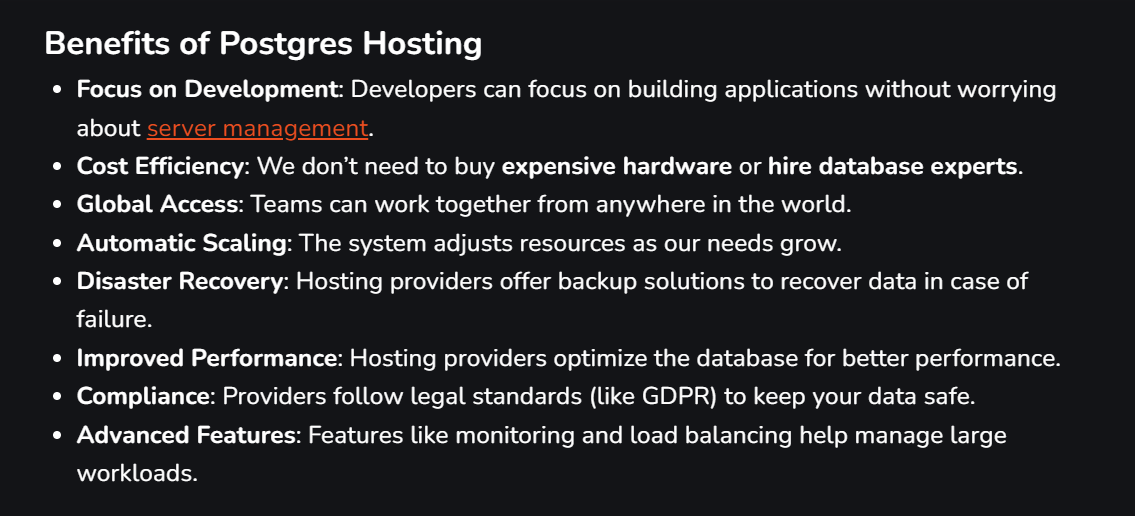 Benefits of Postgres Hosting
• Focus on Development: Developers can focus on building applications without worrying
about server management.
• Cost Efficiency: We don’t need to buy expensive hardware or hire database experts.
• Global Access: Teams can work together from anywhere in the world.
• Automatic Scaling: The system adjusts resources as our needs grow.
• Disaster Recovery: Hosting providers offer backup solutions to recover data in case of
failure.
• Improved Performance: Hosting providers optimize the database for better performance.
• Compliance: Providers follow legal standards (like GDPR) to keep your data safe.
• Advanced Features: Features like monitoring and load balancing help manage large
workloads.